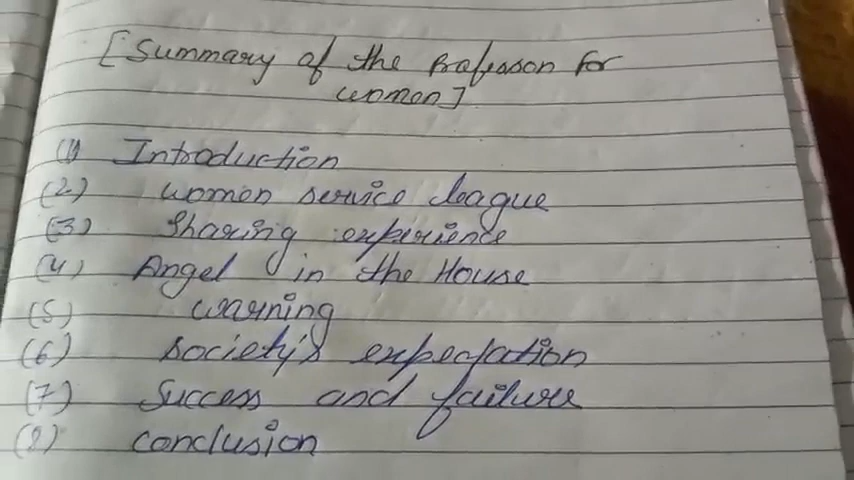 [Summary of the Profession for
women]
(1) Introduction
(2) women service league
(3) Sharing experience
(4) Angel in the House
(5) warning
(6) society's expectation
(7) Success and failure
(8) conclusion